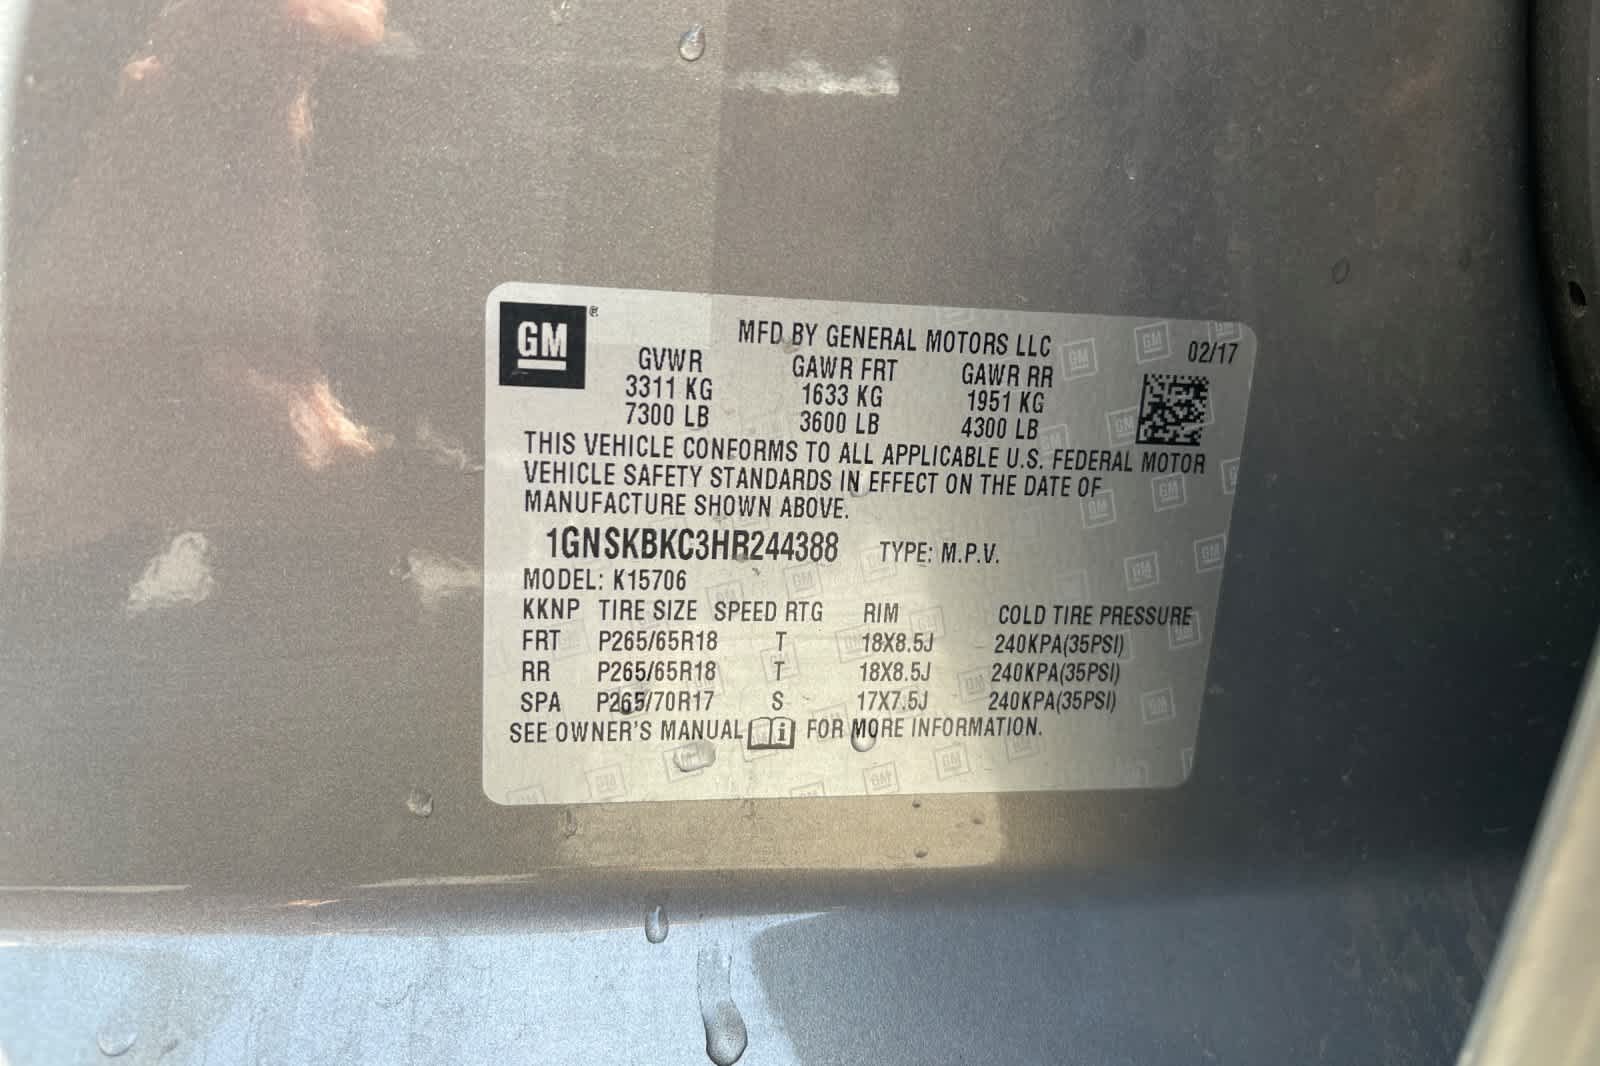 GM ®
MFD BY GENERAL MOTORS LLC
02/17
GVWR GAWR FRT GAWR RR
3311 KG 1633 KG 1951 KG
7300 LB 3600 LB 4300 LB
THIS VEHICLE CONFORMS TO ALL APPLICABLE U.S. FEDERAL MOTOR
VEHICLE SAFETY STANDARDS IN EFFECT ON THE DATE OF
MANUFACTURE SHOWN ABOVE.
1GNSKBKC3HR244388 TYPE: M.P.V.
MODEL: K15706
KKNP TIRE SIZE SPEED RTG RIM COLD TIRE PRESSURE
FRT P265/65R18 T 18X8.5J 240KPA(35PSI)
RR P265/65R18 T 18X8.5J 240KPA(35PSI)
SPA P265/70R17 S 17X7.5J 240KPA(35PSI)
SEE OWNER'S MANUAL i FOR MORE INFORMATION.